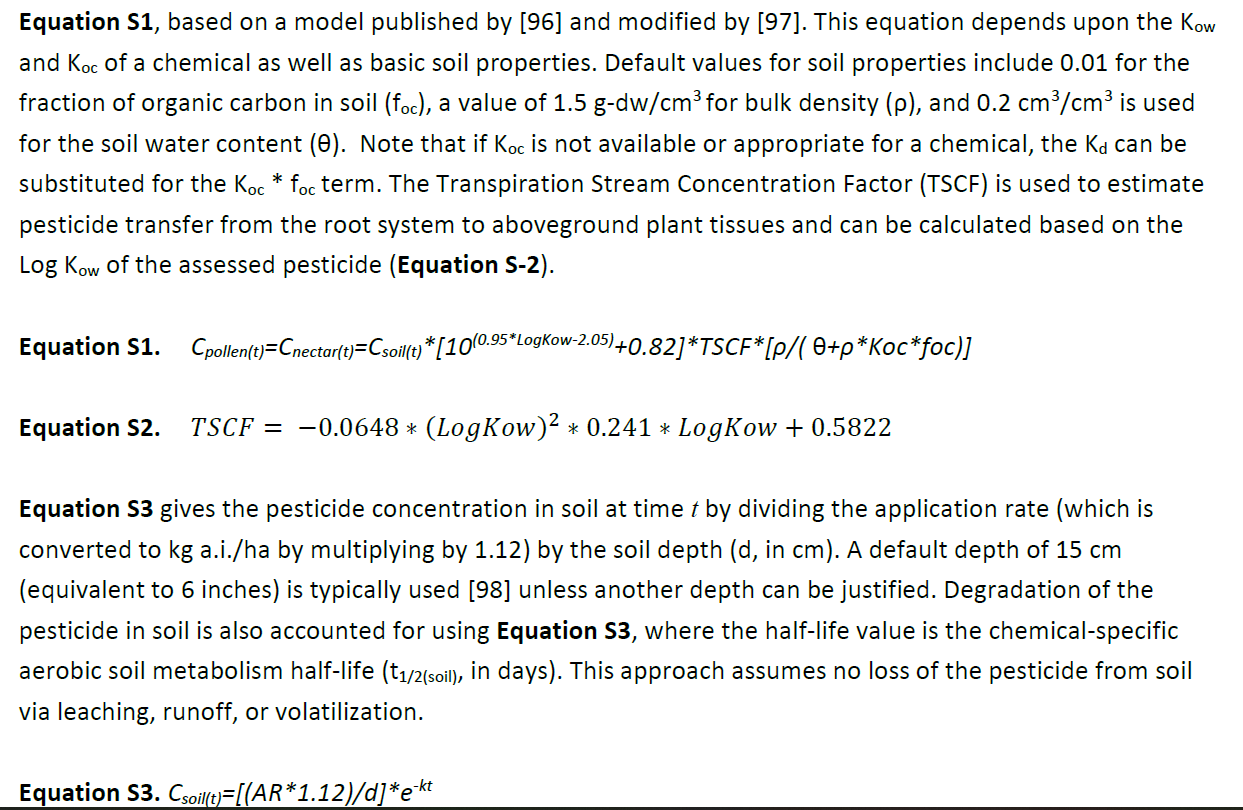 Equation S1, based on a model published by [96] and modified by [97]. This equation depends upon the Kow
and Koc of a chemical as well as basic soil properties. Default values for soil properties include 0.01 for the
fraction of organic carbon in soil (foc), a value of 1.5 g-dw/cm³ for bulk density (ρ), and 0.2 cm³/cm³ is used
for the soil water content (θ).  Note that if Koc is not available or appropriate for a chemical, the Kd can be
substituted for the Koc * foc term. The Transpiration Stream Concentration Factor (TSCF) is used to estimate
pesticide transfer from the root system to aboveground plant tissues and can be calculated based on the
Log Kow of the assessed pesticide (Equation S-2).
Equation S1. Cpollen(t)=Cnectar(t)=Csoil(t)*[10^(0.95*LogKow-2.05)+0.82]*TSCF*[ρ/( θ+ρ*Koc*foc)]
Equation S2. TSCF = −0.0648 * (LogKow)² * 0.241 * LogKow + 0.5822
Equation S3 gives the pesticide concentration in soil at time t by dividing the application rate (which is
converted to kg a.i./ha by multiplying by 1.12) by the soil depth (d, in cm). A default depth of 15 cm
(equivalent to 6 inches) is typically used [98] unless another depth can be justified. Degradation of the
pesticide in soil is also accounted for using Equation S3, where the half-life value is the chemical-specific
aerobic soil metabolism half-life (t1/2(soil), in days). This approach assumes no loss of the pesticide from soil
via leaching, runoff, or volatilization.
Equation S3. Csoil(t)=[(AR*1.12)/d]*e^-kt